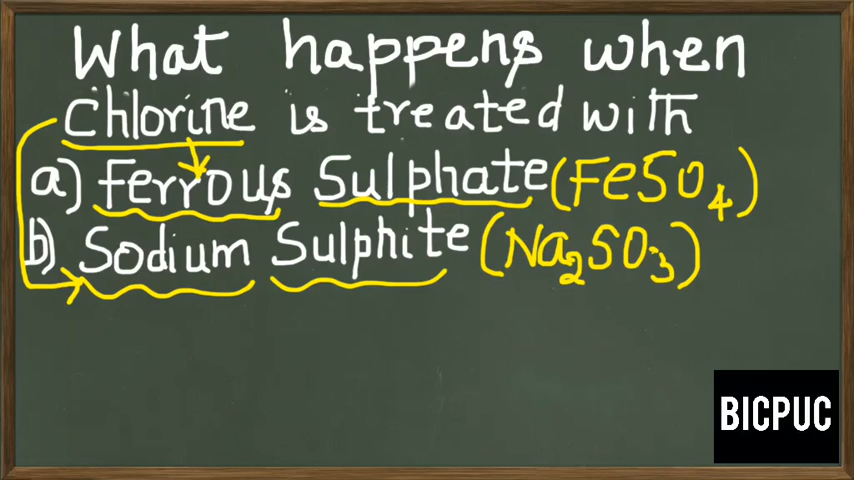 What happens when
Chlorine is treated with
a) Ferrous Sulphate (FeSO₄)
b) Sodium Sulphite (Na₂SO₃)
BICPUC